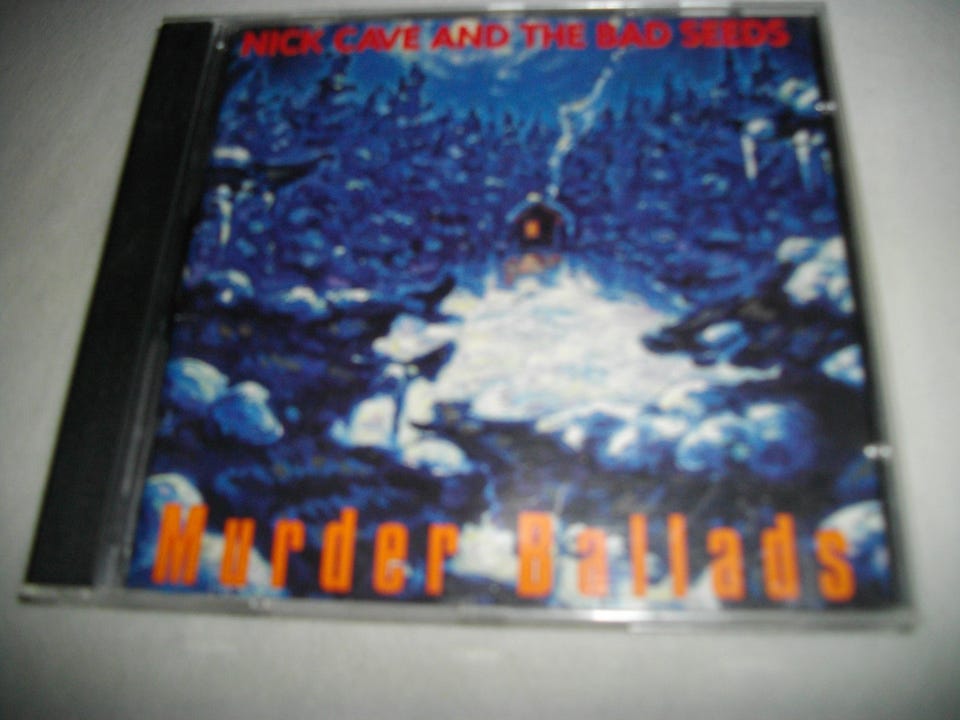 NICK CAVE AND THE BAD SEEDS
Murder Ballads